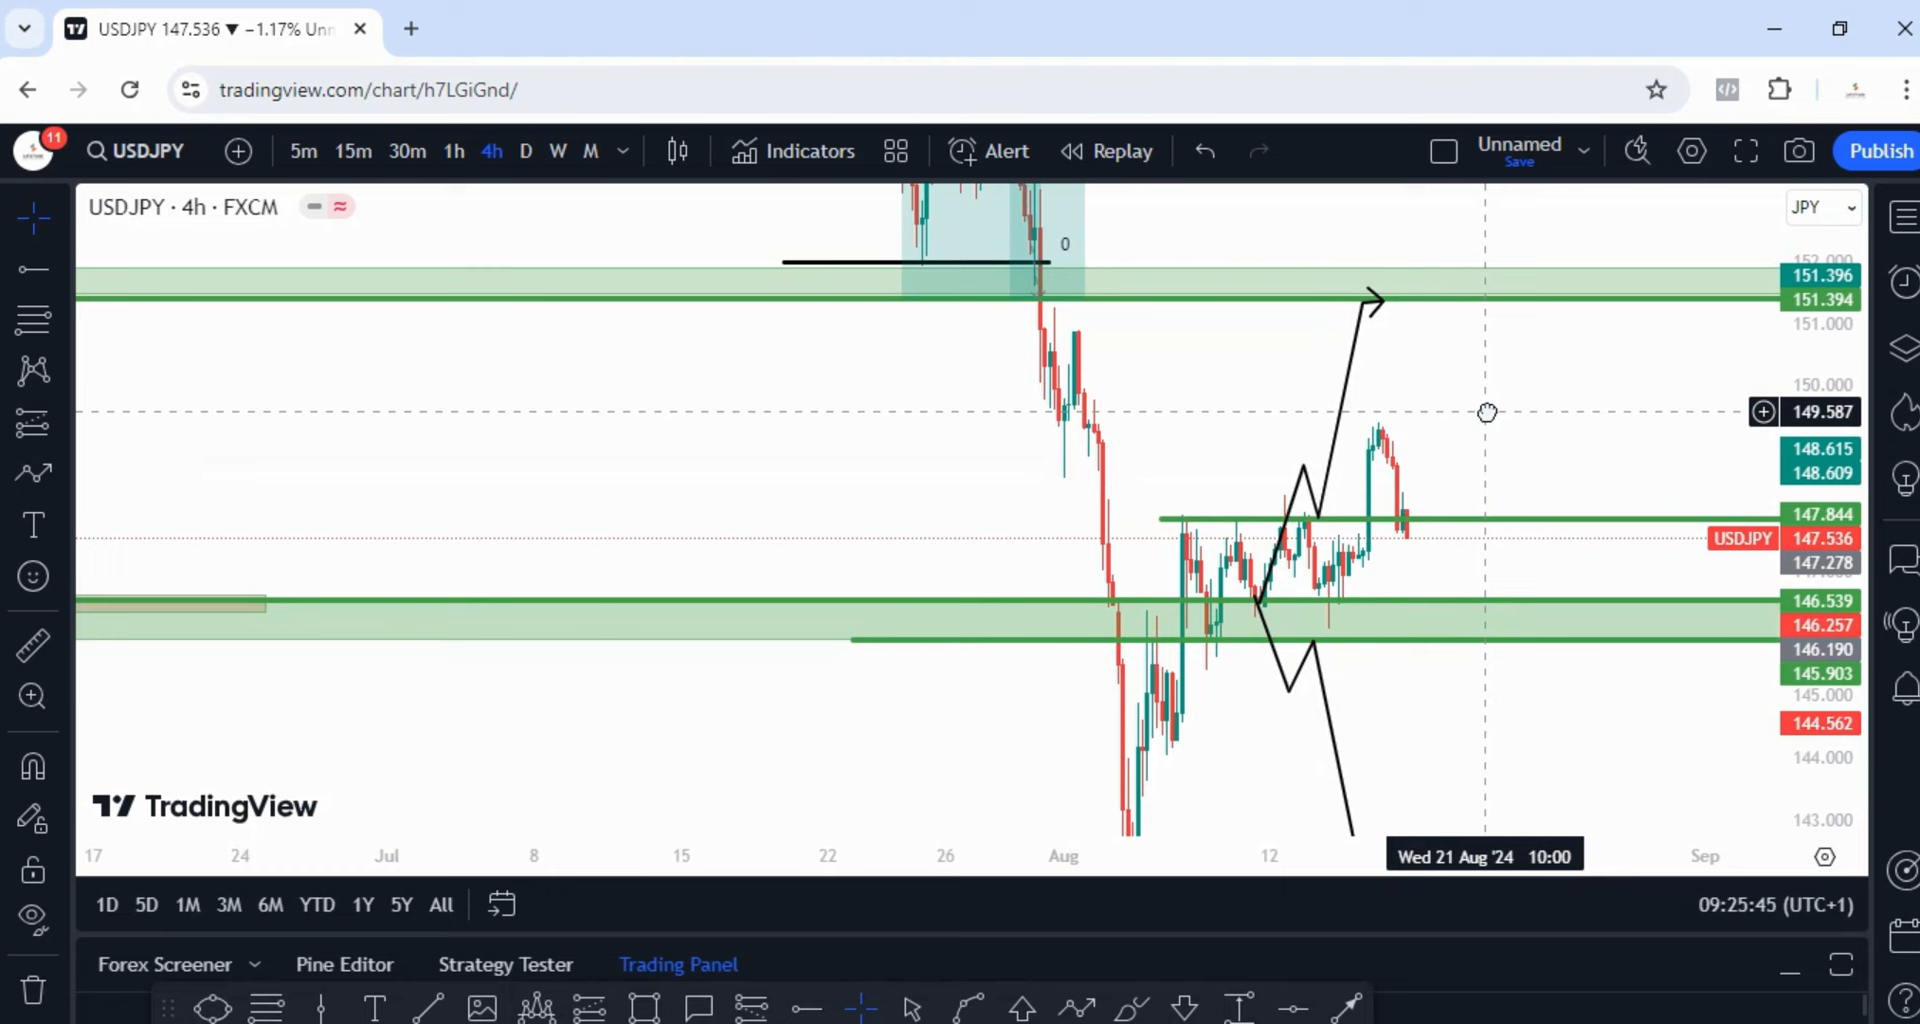 USDJPY 147.536 ▼ −1.17% Unn
tradingview.com/chart/h7LGiGnd/
11
USDJPY
5m 15m 30m 1h 4h D W M
Indicators
Alert
Replay
Unnamed
Save
Publish
USDJPY · 4h · FXCM
JPY
0
152.000
151.396
151.394
151.000
150.000
149.587
148.615
148.609
147.844
USDJPY 147.536
147.278
146.539
146.257
146.190
145.903
145.000
144.562
144.000
143.000
TradingView
17 24 Jul 8 15 22 26 Aug 12 Wed 21 Aug '24 10:00 Sep
1D 5D 1M 3M 6M YTD 1Y 5Y All
09:25:45 (UTC+1)
Forex Screener Pine Editor Strategy Tester Trading Panel